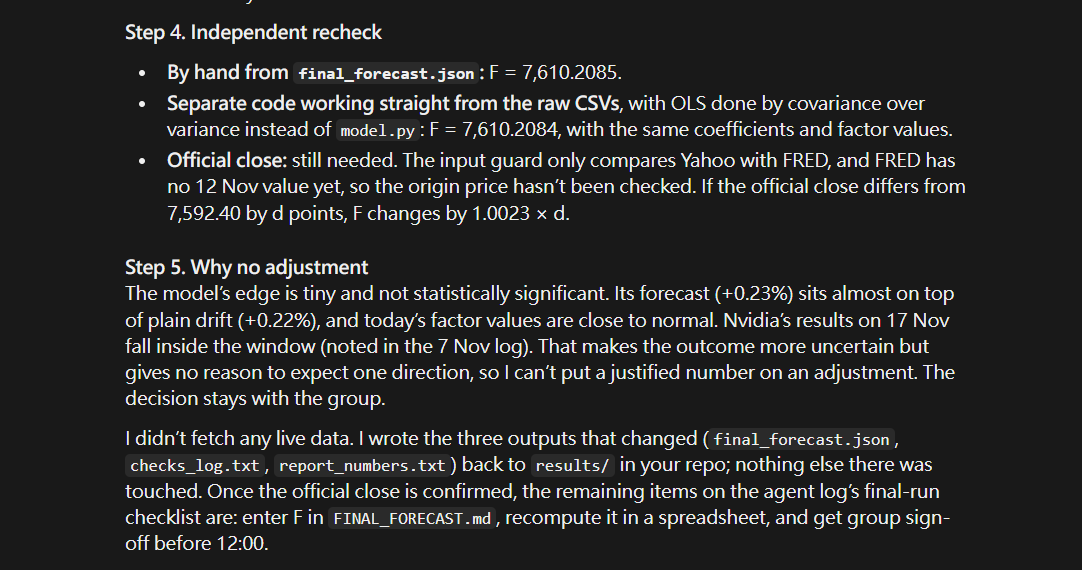 Step 4. Independent recheck
• By hand from final_forecast.json: F = 7,610.2085.
• Separate code working straight from the raw CSVs, with OLS done by covariance over
variance instead of model.py: F = 7,610.2084, with the same coefficients and factor values.
• Official close: still needed. The input guard only compares Yahoo with FRED, and FRED has
no 12 Nov value yet, so the origin price hasn’t been checked. If the official close differs from
7,592.40 by d points, F changes by 1.0023 × d.
Step 5. Why no adjustment
The model’s edge is tiny and not statistically significant. Its forecast (+0.23%) sits almost on top
of plain drift (+0.22%), and today’s factor values are close to normal. Nvidia’s results on 17 Nov
fall inside the window (noted in the 7 Nov log). That makes the outcome more uncertain but
gives no reason to expect one direction, so I can’t put a justified number on an adjustment. The
decision stays with the group.
I didn’t fetch any live data. I wrote the three outputs that changed (final_forecast.json,
checks_log.txt, report_numbers.txt) back to results/ in your repo; nothing else there was
touched. Once the official close is confirmed, the remaining items on the agent log’s final-run
checklist are: enter F in FINAL_FORECAST.md, recompute it in a spreadsheet, and get group sign-
off before 12:00.